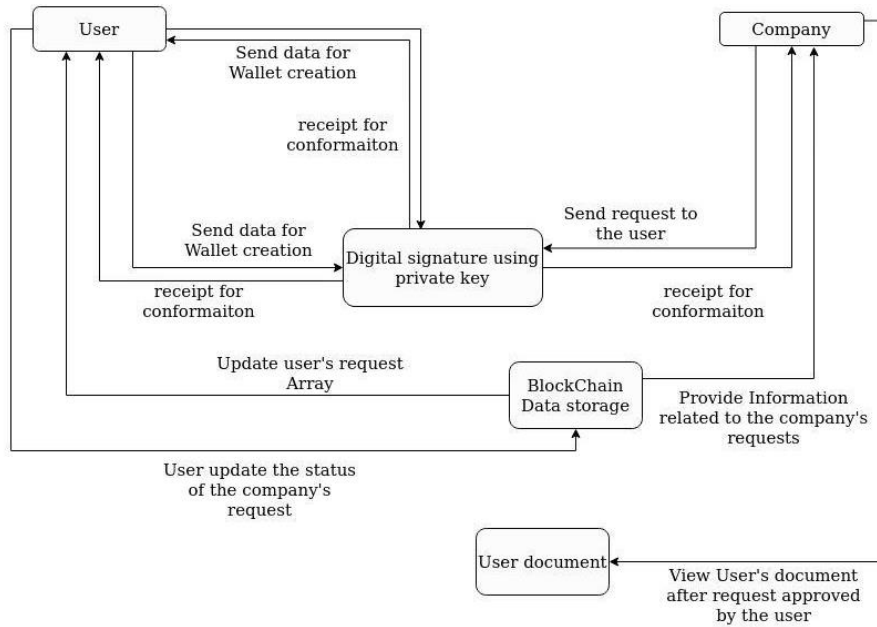 User
Company
Send data for
Wallet creation
receipt for
conformaiton
Send data for
Wallet creation
receipt for
conformaiton
Digital signature using
private key
Send request to
the user
receipt for
conformaiton
Update user's request
Array
BlockChain
Data storage
Provide Information
related to the company's
requests
User update the status
of the company's
request
User document
View User's document
after request approved
by the user